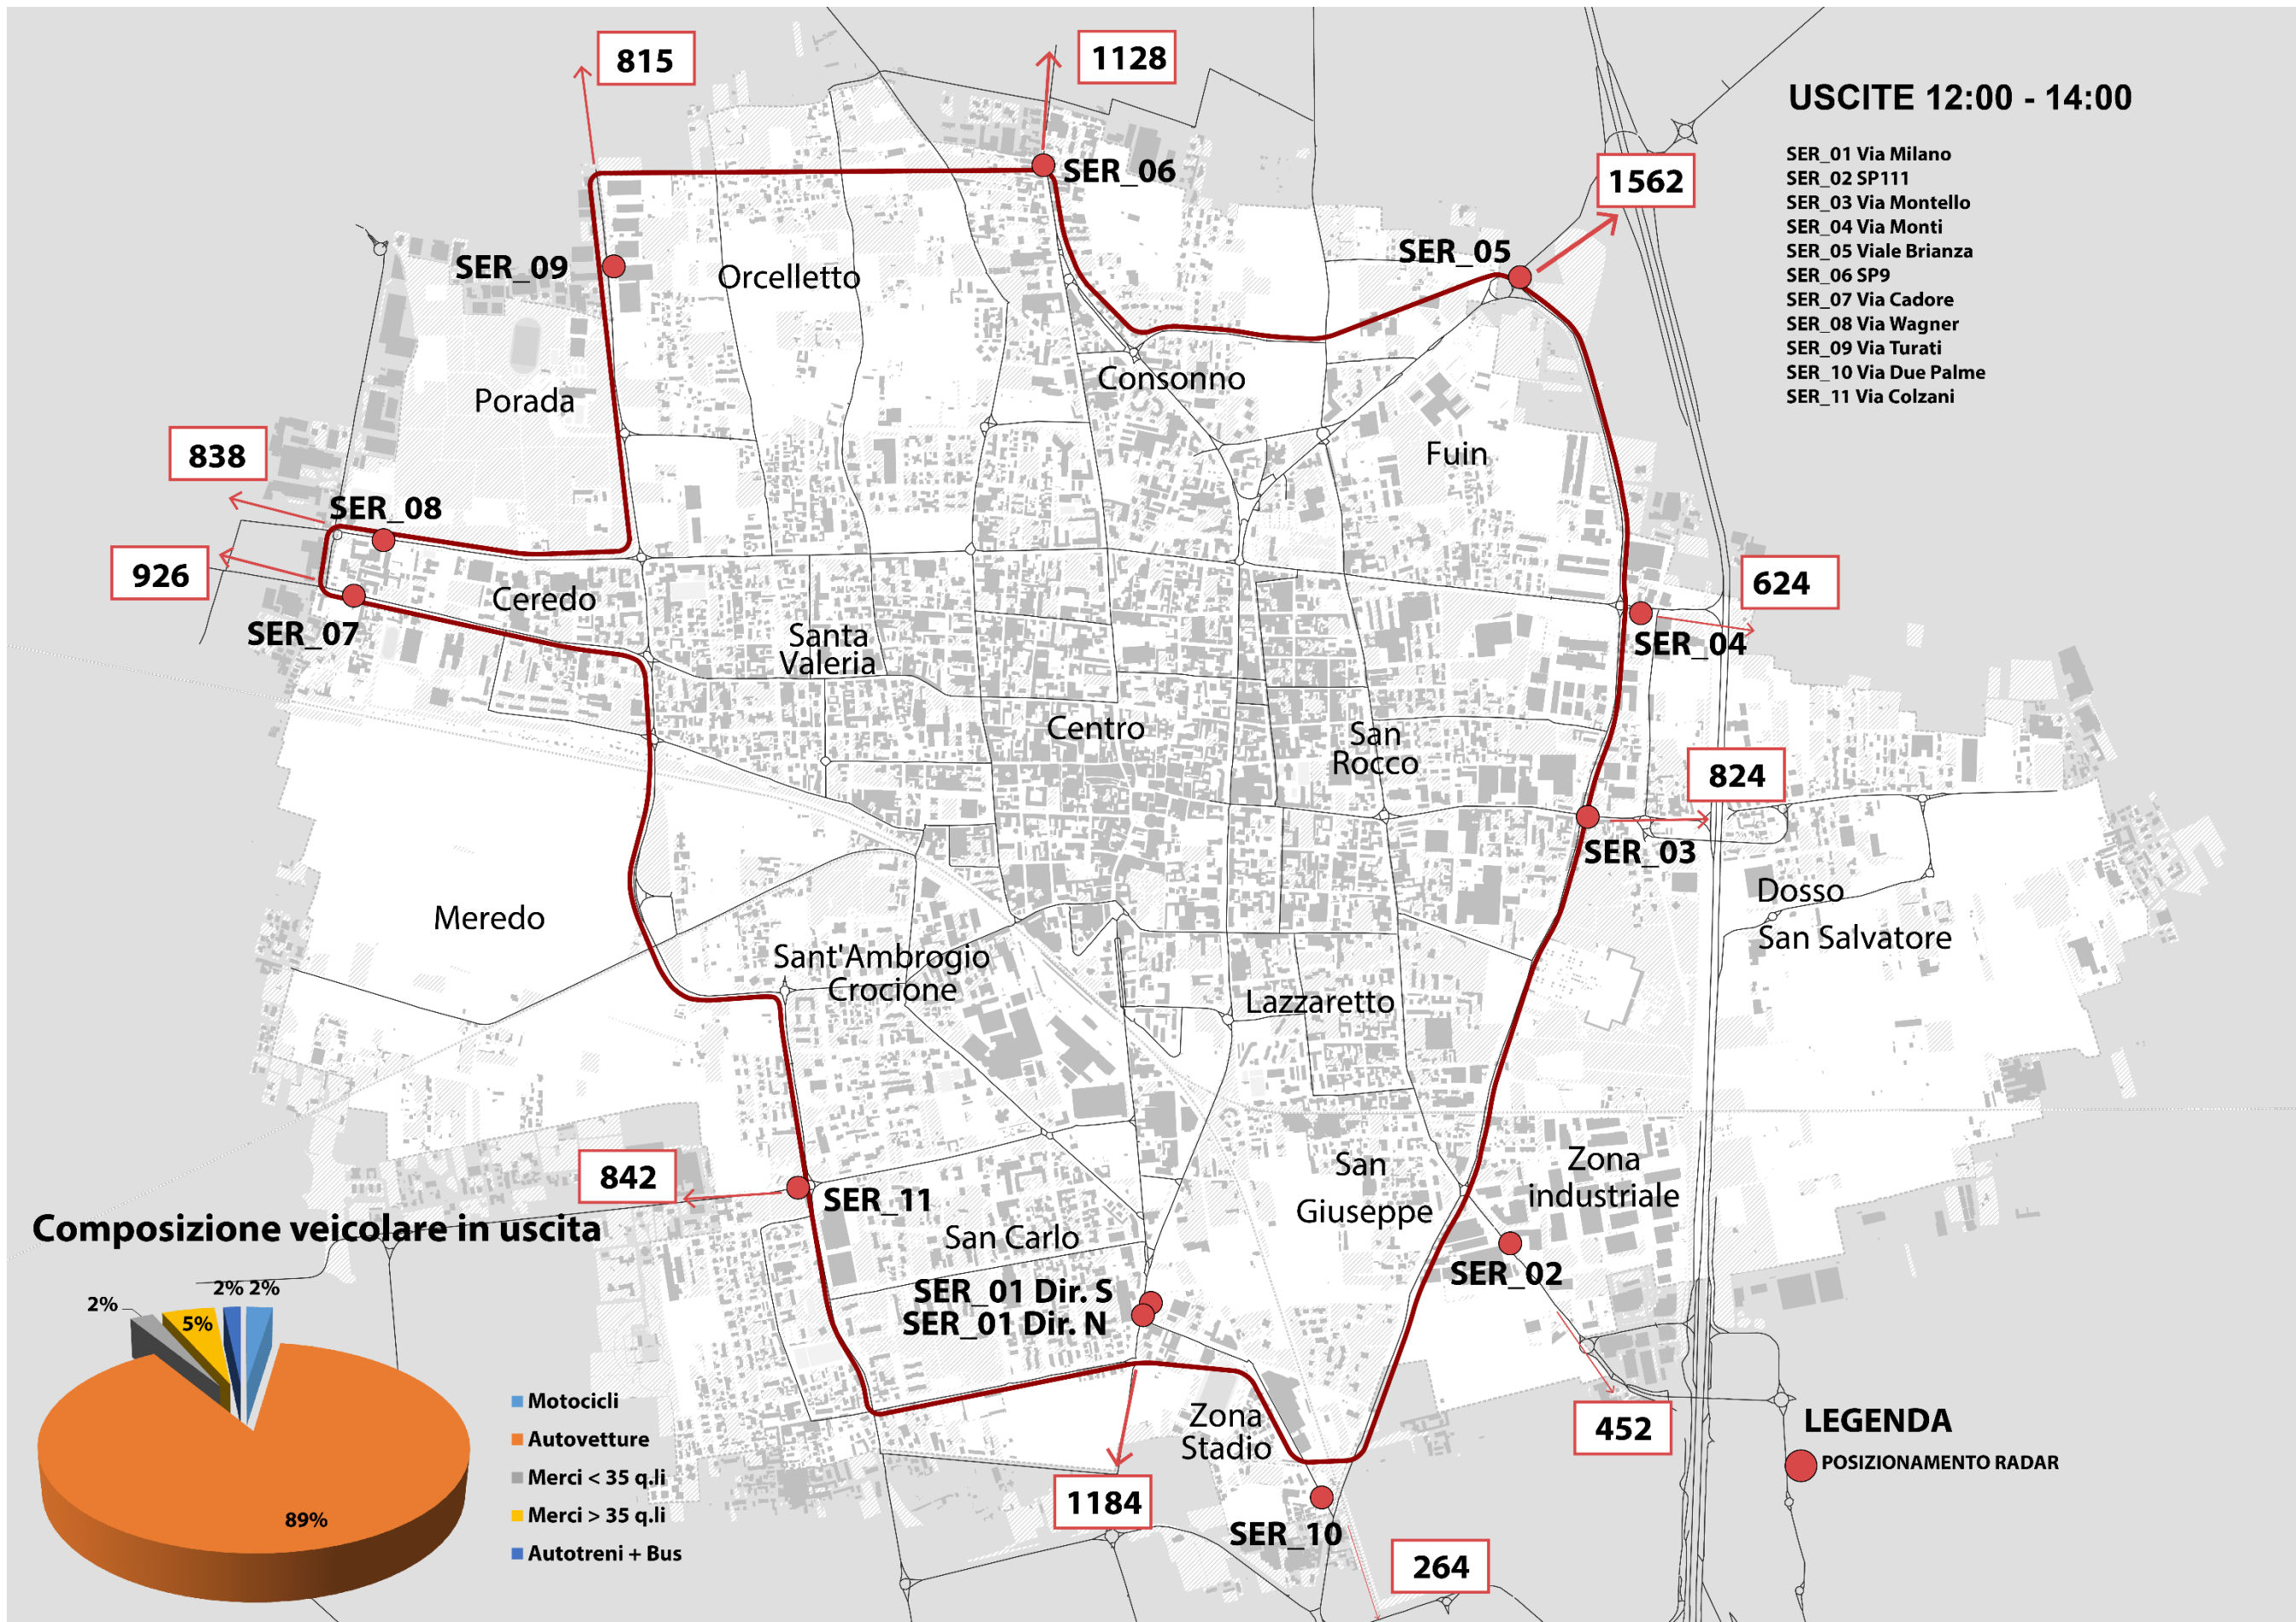 815
1128
USCITE 12:00 - 14:00
SER_01 Via Milano
SER_02 SP111
SER_03 Via Montello
SER_04 Via Monti
SER_05 Viale Brianza
SER_06 SP9
SER_07 Via Cadore
SER_08 Via Wagner
SER_09 Via Turati
SER_10 Via Due Palme
SER_11 Via Colzani
SER_06
1562
SER_05
SER_09
Orcelletto
Consonno
Porada
Fuin
838
SER_08
926
Ceredo
624
SER_07
Santa
Valeria
SER_04
Centro
San
Rocco
824
SER_03
Dosso
San Salvatore
Meredo
Sant'Ambrogio
Crocione
Lazzaretto
842
SER_11
San
Giuseppe
Zona
industriale
San Carlo
SER_02
SER_01 Dir. S
SER_01 Dir. N
Composizione veicolare in uscita
2%
5%
2%
2%
89%
Motocicli
Autovetture
Merci < 35 q.li
Merci > 35 q.li
Autotreni + Bus
Zona
Stadio
452
1184
SER_10
264
LEGENDA
POSIZIONAMENTO RADAR